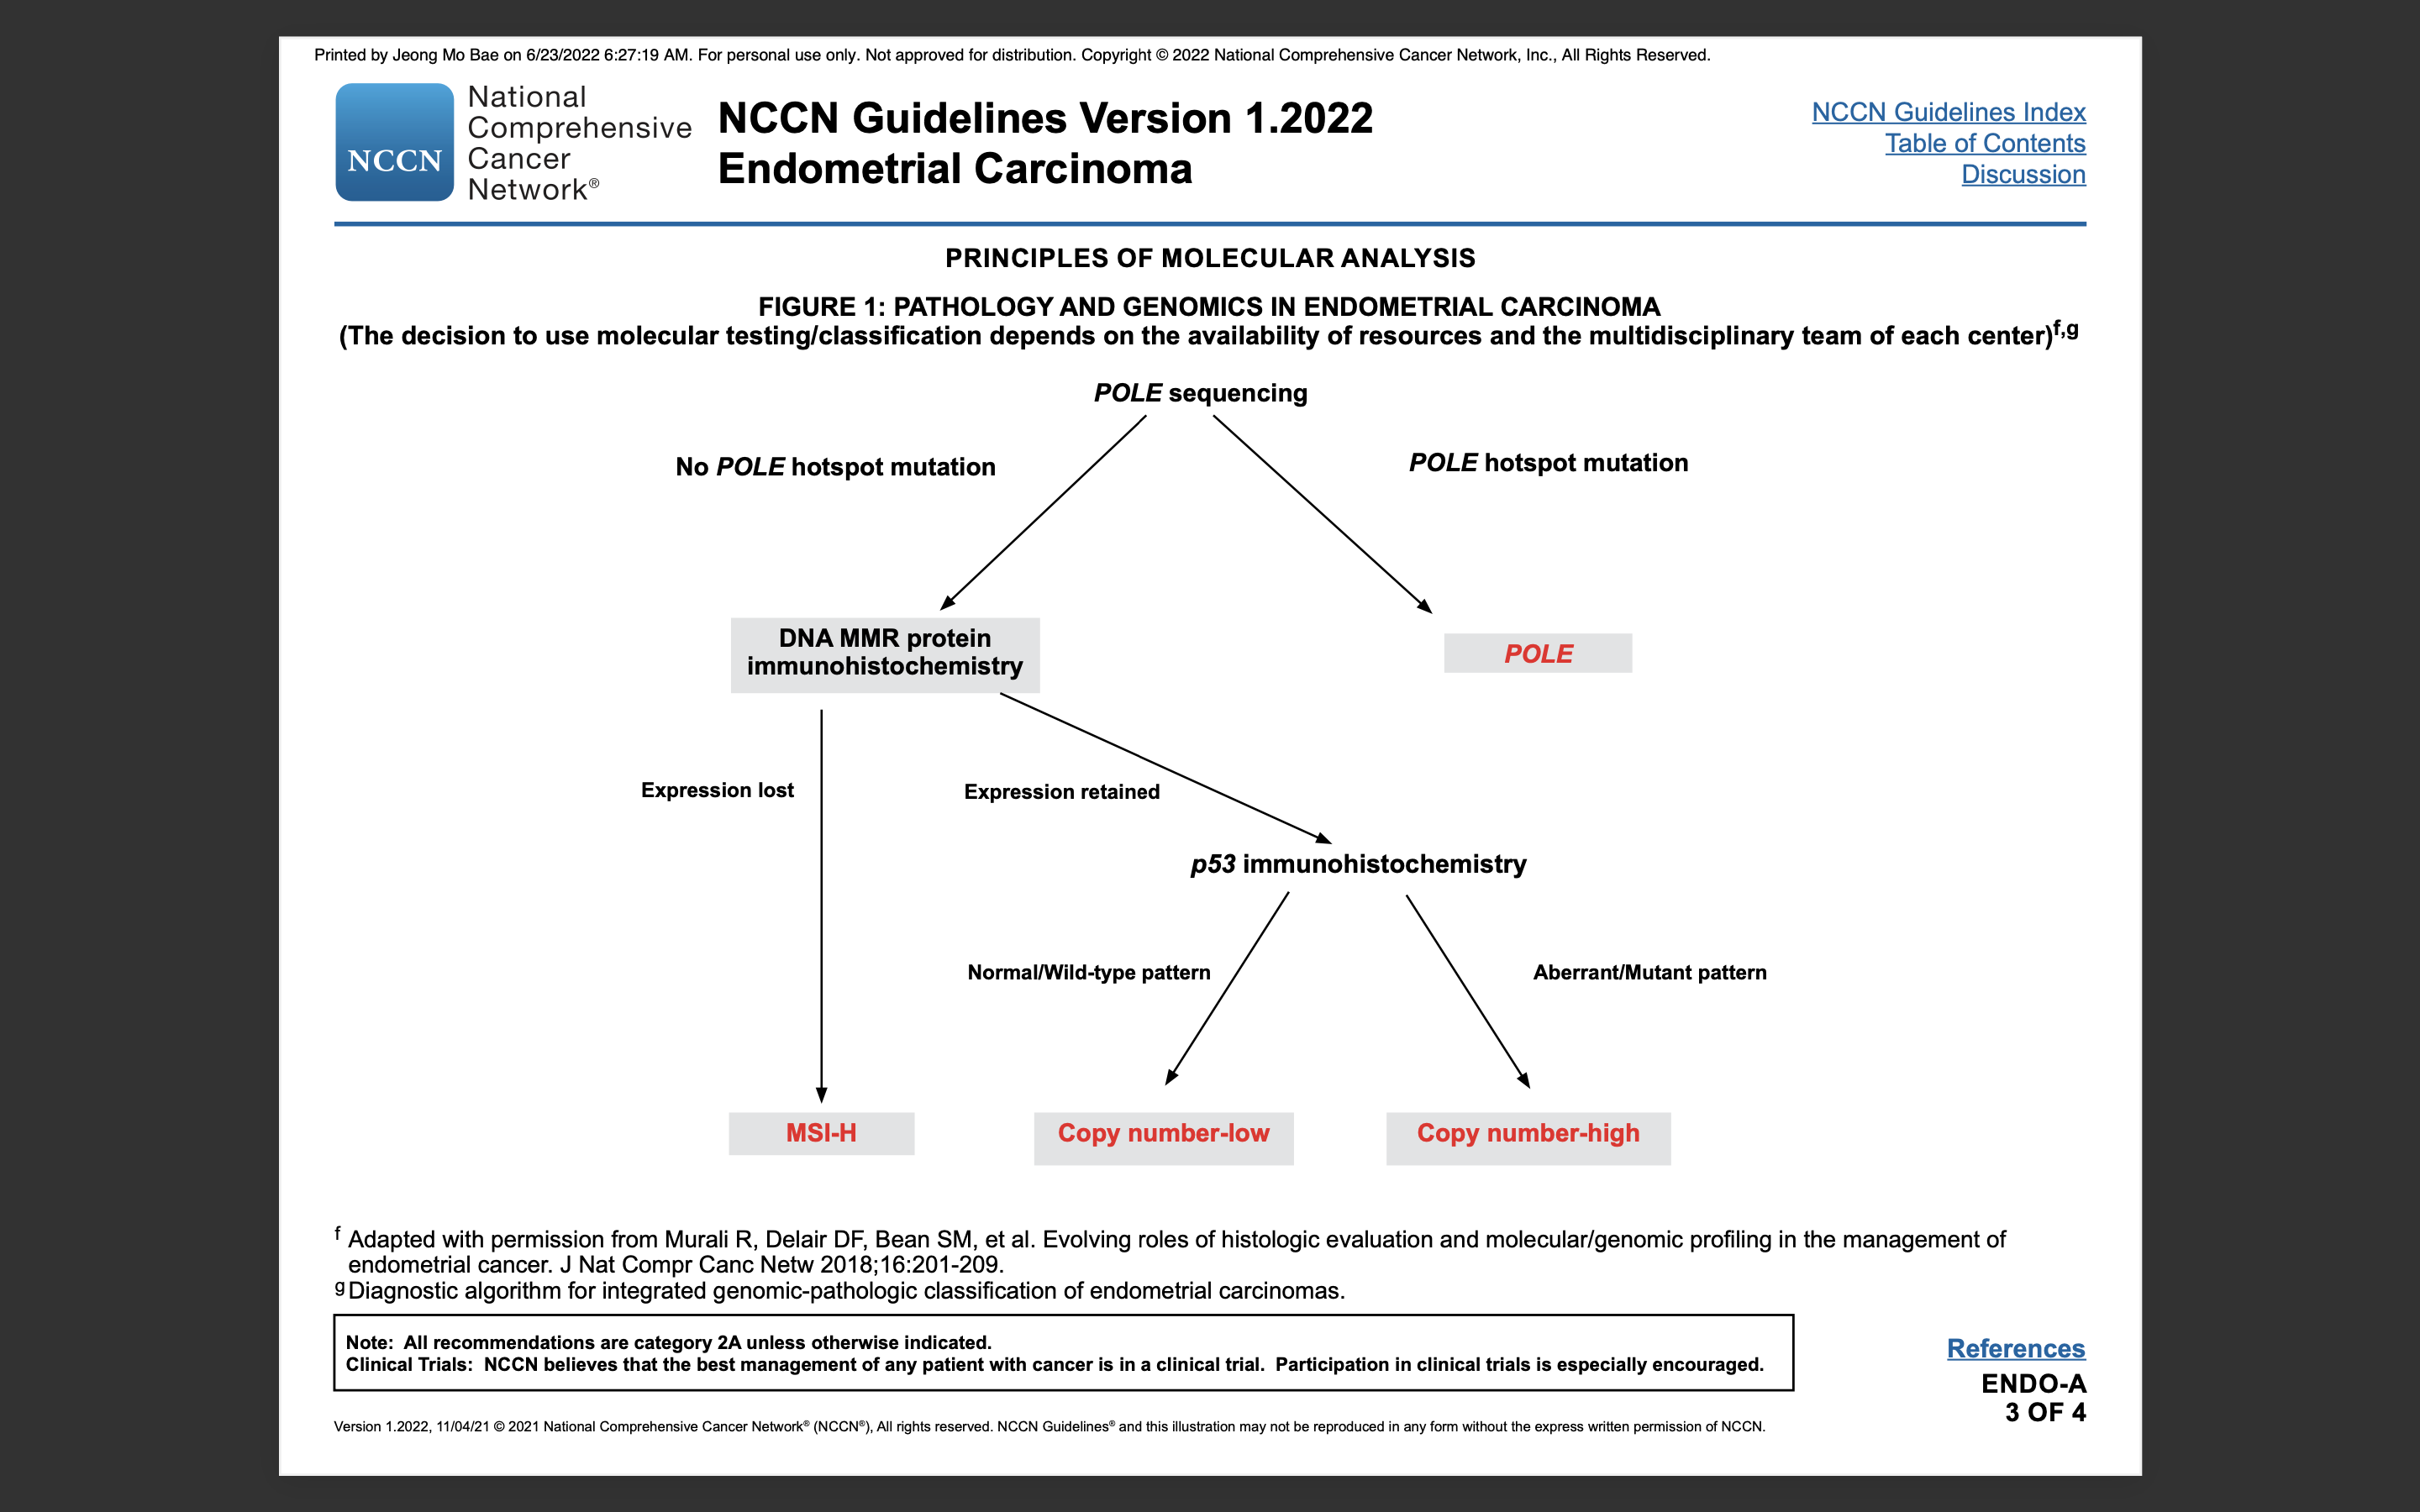 Printed by Jeong Mo Bae on 6/23/2022 6:27:19 AM. For personal use only. Not approved for distribution. Copyright © 2022 National Comprehensive Cancer Network, Inc., All Rights Reserved.
NCCN
National
Comprehensive
Cancer
Network®
NCCN Guidelines Version 1.2022
Endometrial Carcinoma
NCCN Guidelines Index
Table of Contents
Discussion
PRINCIPLES OF MOLECULAR ANALYSIS
FIGURE 1: PATHOLOGY AND GENOMICS IN ENDOMETRIAL CARCINOMA
(The decision to use molecular testing/classification depends on the availability of resources and the multidisciplinary team of each center)f,g
POLE sequencing
No POLE hotspot mutation
POLE hotspot mutation
DNA MMR protein
immunohistochemistry
POLE
Expression lost
Expression retained
p53 immunohistochemistry
Normal/Wild-type pattern
Aberrant/Mutant pattern
MSI-H
Copy number-low
Copy number-high
f Adapted with permission from Murali R, Delair DF, Bean SM, et al. Evolving roles of histologic evaluation and molecular/genomic profiling in the management of
endometrial cancer. J Nat Compr Canc Netw 2018;16:201-209.
g Diagnostic algorithm for integrated genomic-pathologic classification of endometrial carcinomas.
Note: All recommendations are category 2A unless otherwise indicated.
Clinical Trials: NCCN believes that the best management of any patient with cancer is in a clinical trial. Participation in clinical trials is especially encouraged.
References
ENDO-A
3 OF 4
Version 1.2022, 11/04/21 © 2021 National Comprehensive Cancer Network® (NCCN®), All rights reserved. NCCN Guidelines® and this illustration may not be reproduced in any form without the express written permission of NCCN.